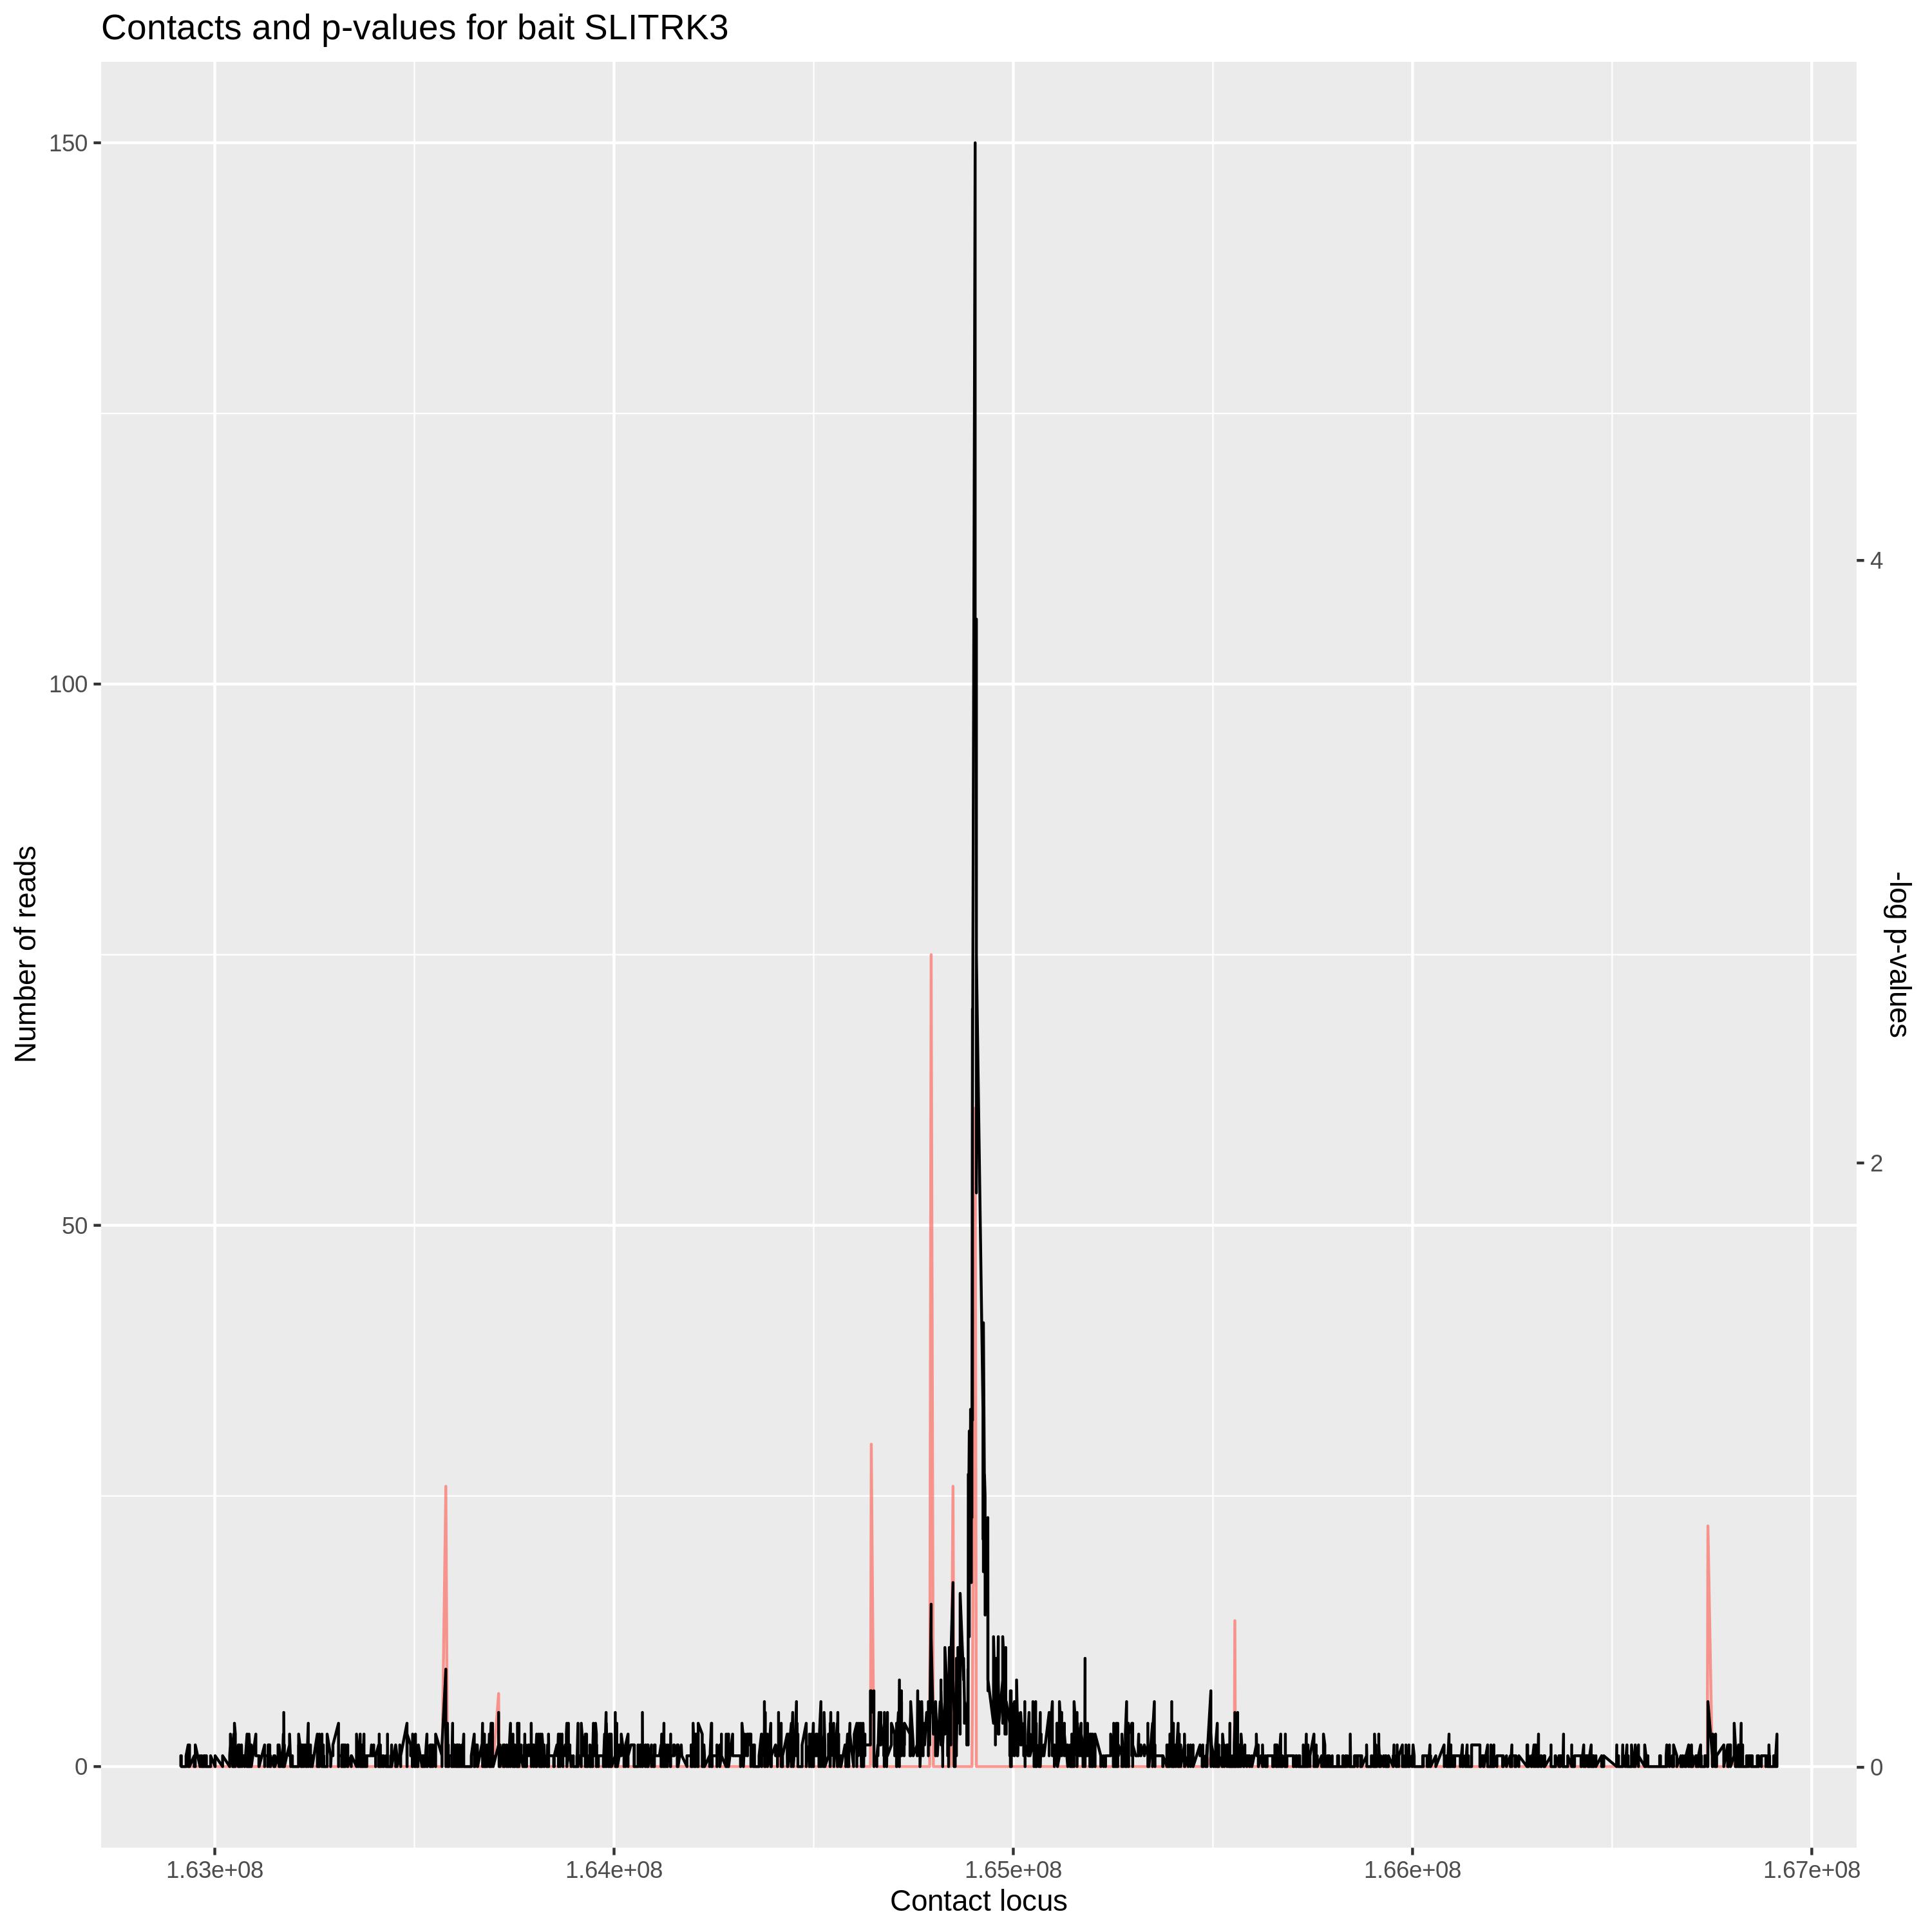 Contacts and p-values for bait SLITRK3
150
100
50
0
Number of reads
4
2
0
-log p-values
1.63e+08
1.64e+08
1.65e+08
1.66e+08
1.67e+08
Contact locus